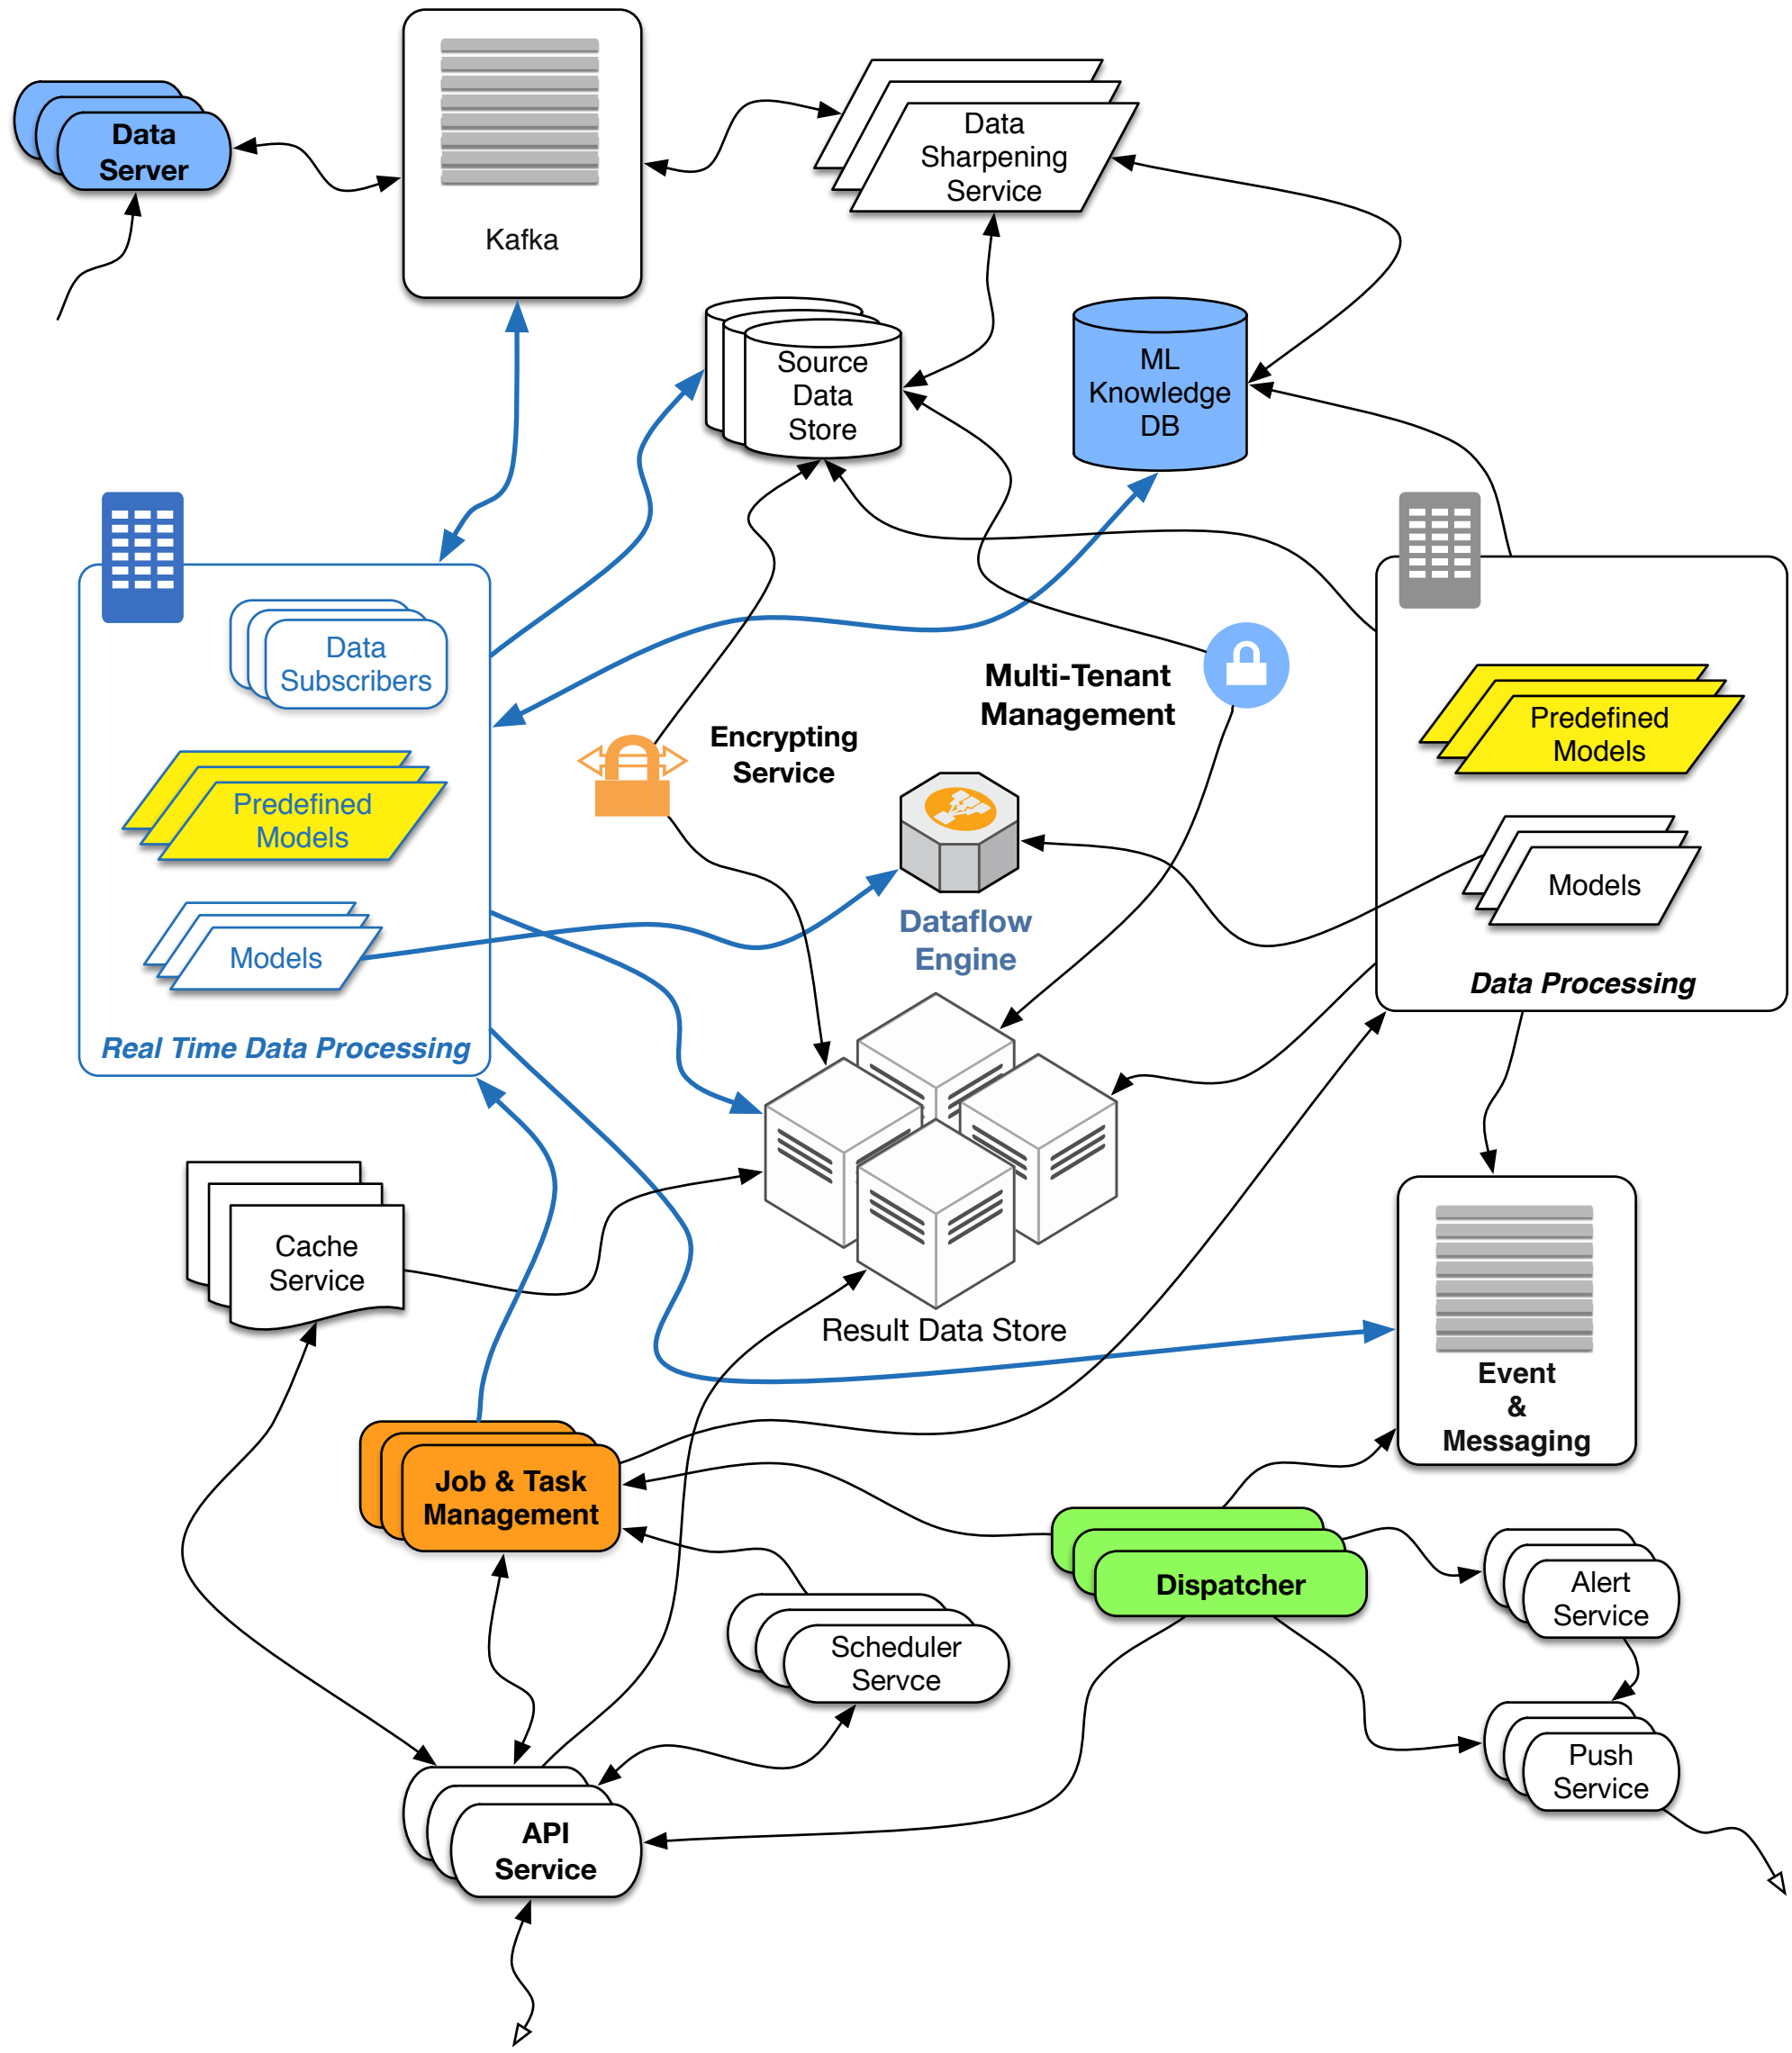 Data
Server
Kafka
Data
Sharpening
Service
Source
Data
Store
ML
Knowledge
DB
Data
Subscribers
Predefined
Models
Models
Real Time Data Processing
Encrypting
Service
Multi-Tenant
Management
Dataflow
Engine
Predefined
Models
Models
Data Processing
Cache
Service
Result Data Store
Event
&
Messaging
Job & Task
Management
Dispatcher
Alert
Service
Scheduler
Servce
Push
Service
API
Service